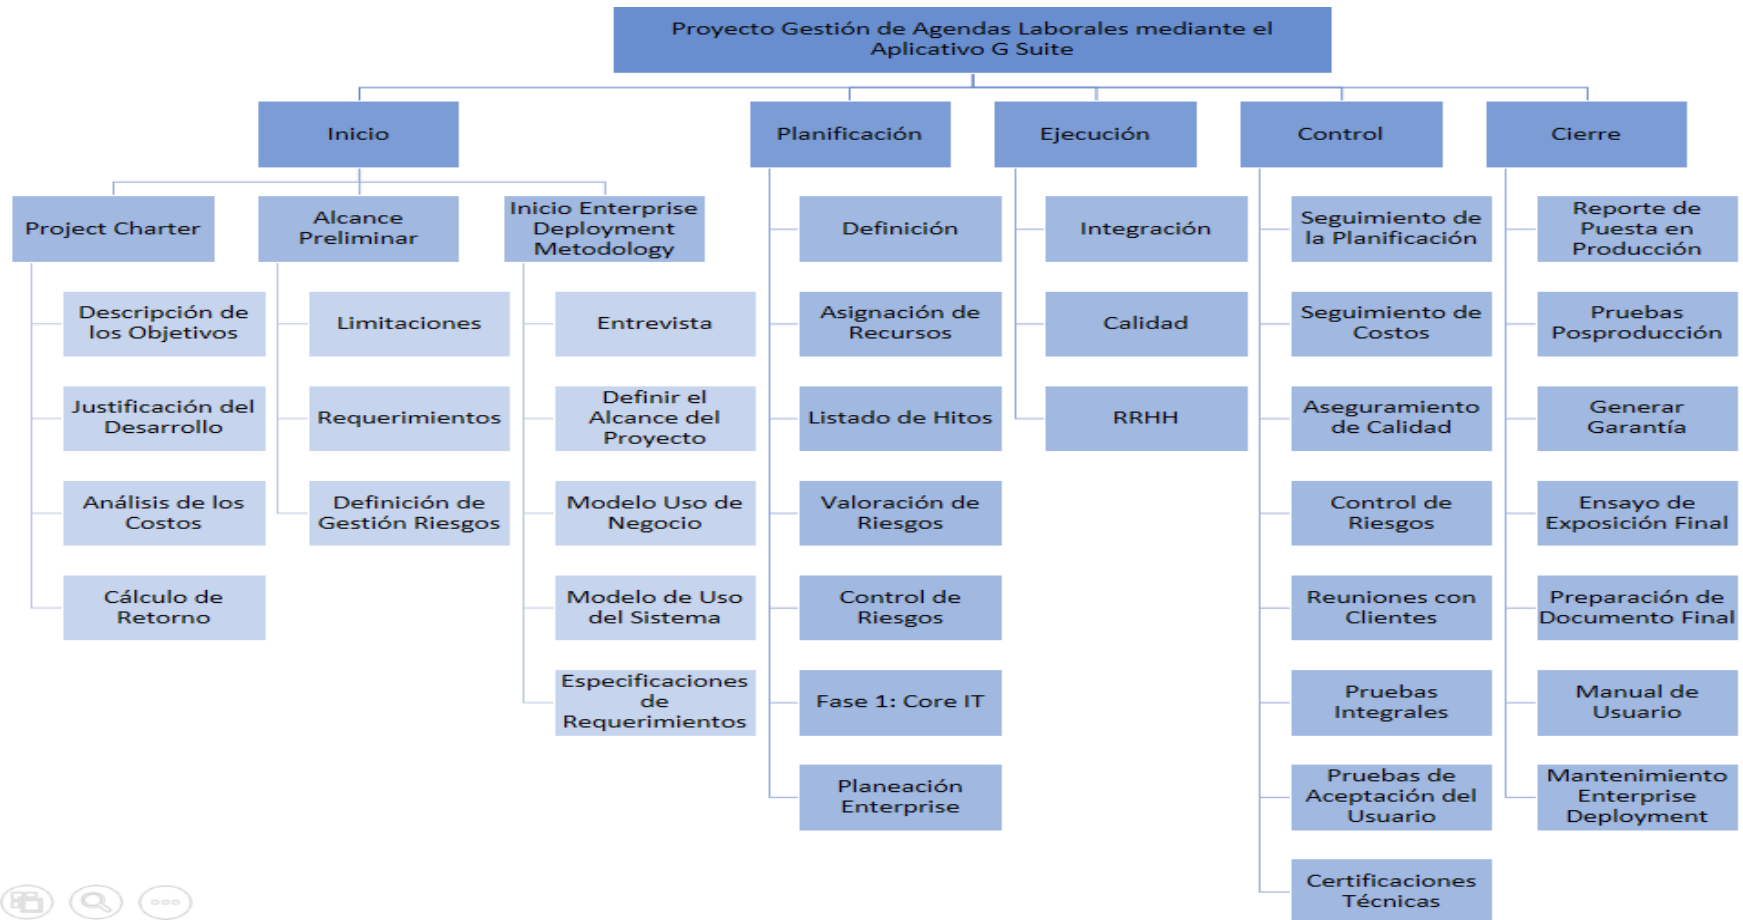 Proyecto Gestión de Agendas Laborales mediante el
Aplicativo G Suite
Inicio
Planificación
Ejecución
Control
Cierre
Project Charter
Descripción de
los Objetivos
Justificación del
Desarrollo
Análisis de los
Costos
Cálculo de
Retorno
Alcance
Preliminar
Limitaciones
Requerimientos
Definición de
Gestión Riesgos
Inicio Enterprise
Deployment
Metodology
Entrevista
Definir el
Alcance del
Proyecto
Modelo Uso de
Negocio
Modelo de Uso
del Sistema
Especificaciones
de
Requerimientos
Definición
Asignación de
Recursos
Listado de Hitos
Valoración de
Riesgos
Control de
Riesgos
Fase 1: Core IT
Planeación
Enterprise
Integración
Calidad
RRHH
Seguimiento de
la Planificación
Seguimiento de
Costos
Aseguramiento
de Calidad
Control de
Riesgos
Reuniones con
Clientes
Pruebas
Integrales
Pruebas de
Aceptación del
Usuario
Certificaciones
Técnicas
Reporte de
Puesta en
Producción
Pruebas
Posproducción
Generar
Garantía
Ensayo de
Exposición Final
Preparación de
Documento Final
Manual de
Usuario
Mantenimiento
Enterprise
Deployment